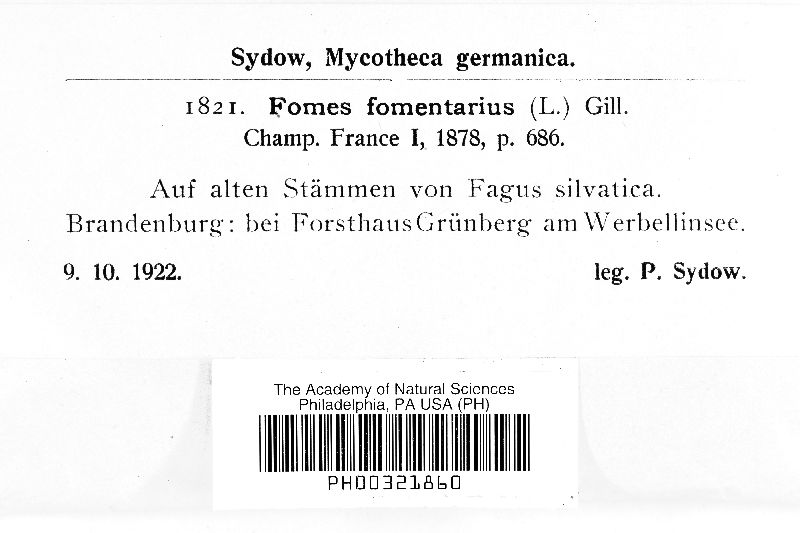 Sydow, Mycotheca germanica.
1821. Fomes fomentarius (L.) Gill.
Champ. France I, 1878, p. 686.
Auf alten Stämmen von Fagus silvatica.
Brandenburg: bei Forsthaus Grünberg am Werbellinsee.
9. 10. 1922. leg. P. Sydow.
The Academy of Natural Sciences
Philadelphia, PA USA (PH)
PH00321860